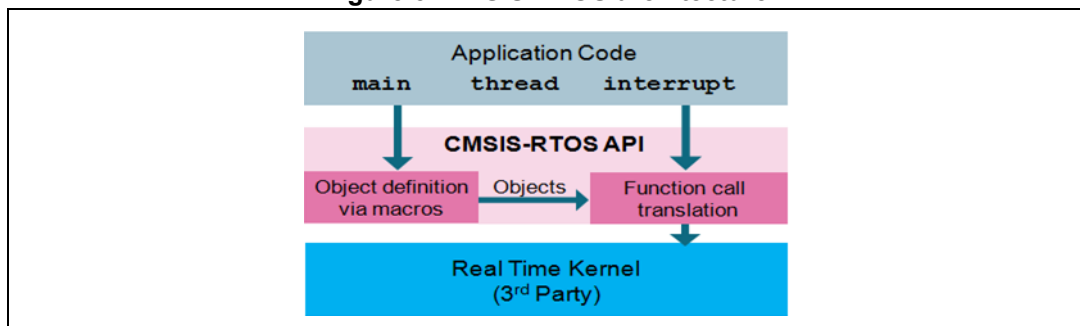 Application Code
main thread interrupt
CMSIS-RTOS API
Object definition
via macros
Objects
Function call
translation
Real Time Kernel
(3rd Party)